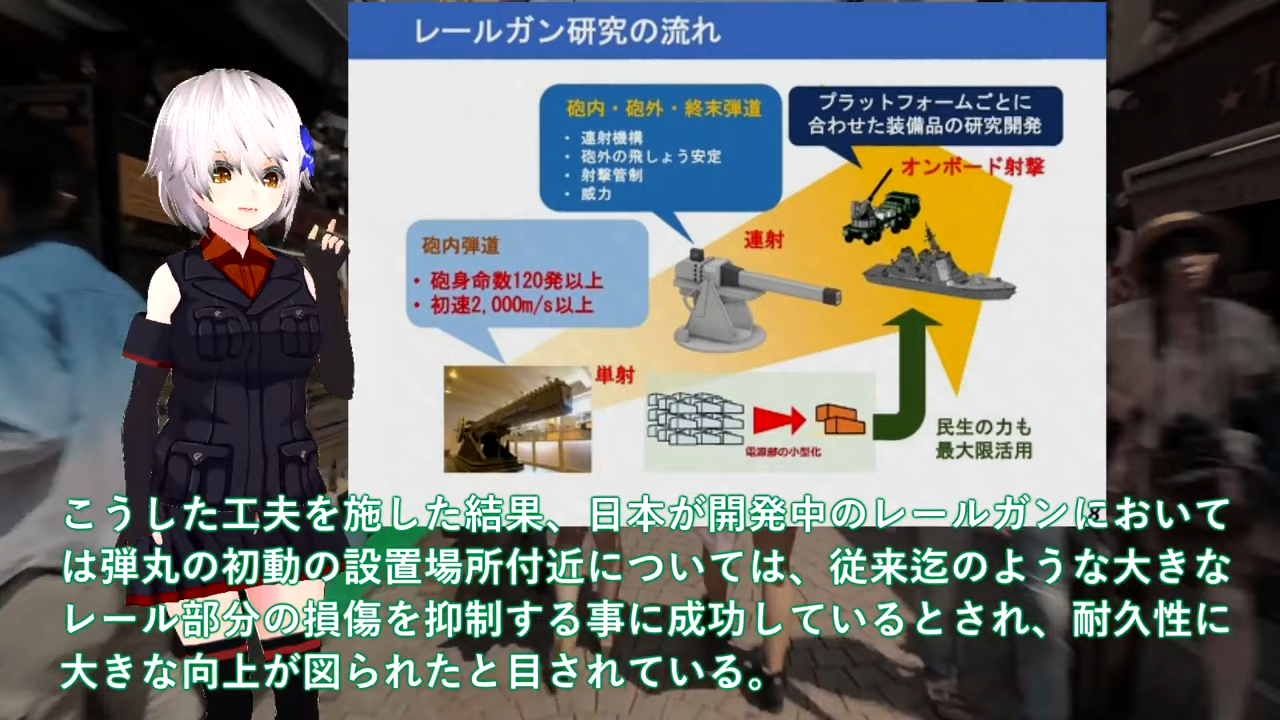 レールガン研究の流れ
砲内・砲外・終末弾道
・ 連射機構
・ 砲外の飛しょう安定
・ 射撃管制
・ 威力
プラットフォームごとに
合わせた装備品の研究開発
オンボード射撃
連射
砲内弾道
・ 砲身命数120発以上
・ 初速2,000m/s以上
単射
電源部の小型化
民生の力も
最大限活用
8
こうした工夫を施した結果、日本が開発中のレールガンにおいて
は弾丸の初動の設置場所付近については、従来迄のような大きな
レール部分の損傷を抑制する事に成功しているとされ、耐久性に
大きな向上が図られたと目されている。